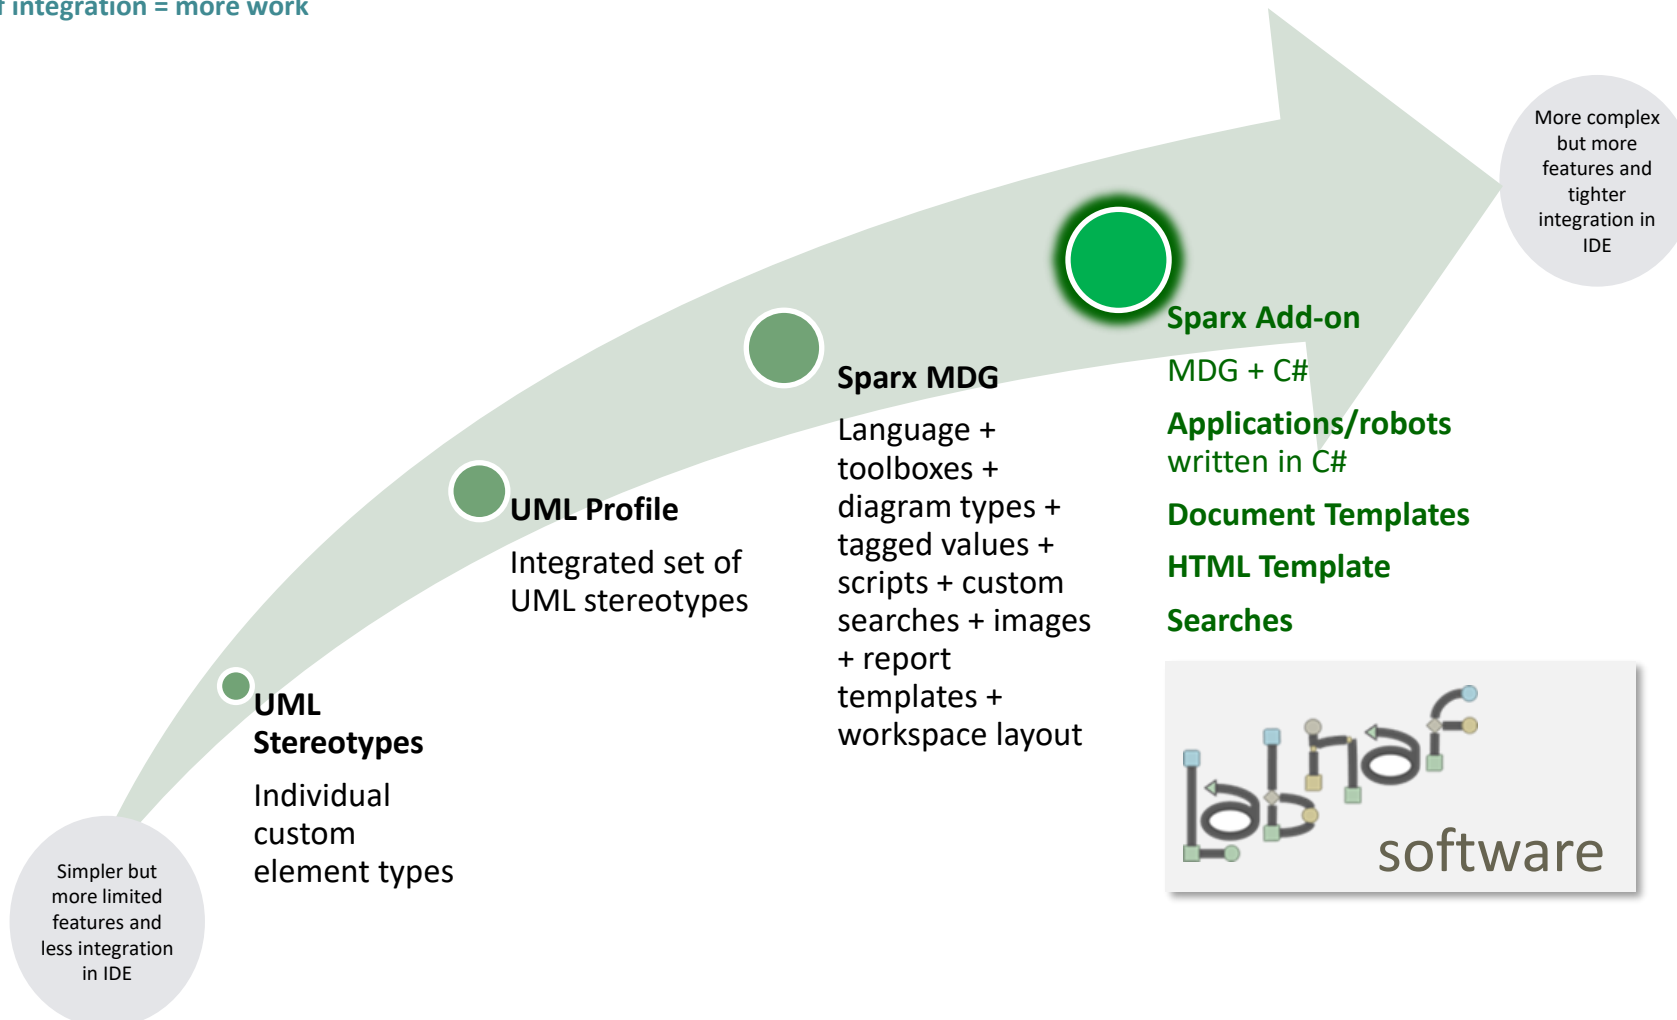 f integration = more work
More complex
but more
features and
tighter
integration in
IDE
Sparx Add-on
MDG + C#
Applications/robots
written in C#
Document Templates
HTML Template
Searches
Sparx MDG
Language +
toolboxes +
diagram types +
tagged values +
scripts + custom
searches + images
+ report
templates +
workspace layout
UML Profile
Integrated set of
UML stereotypes
UML
Stereotypes
Individual
custom
element types
Simpler but
more limited
features and
less integration
in IDE
Labnaf
software